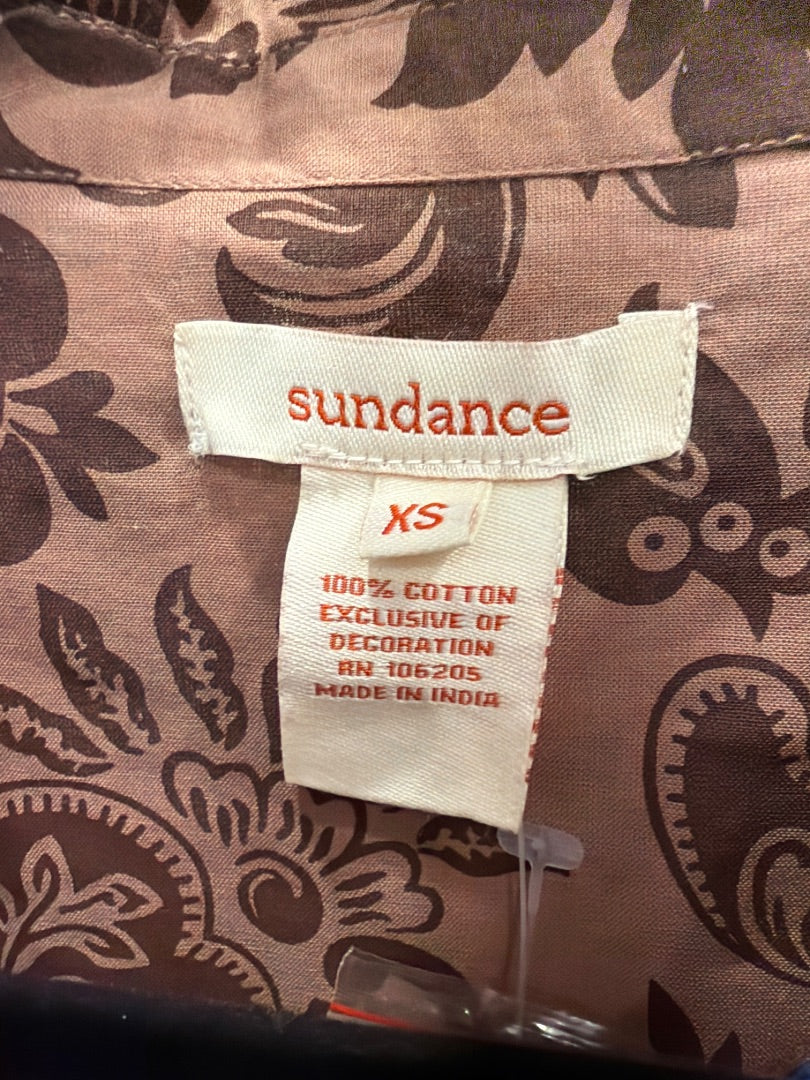 sundance
XS
100% COTTON
EXCLUSIVE OF
DECORATION
RN 106205
MADE IN INDIA